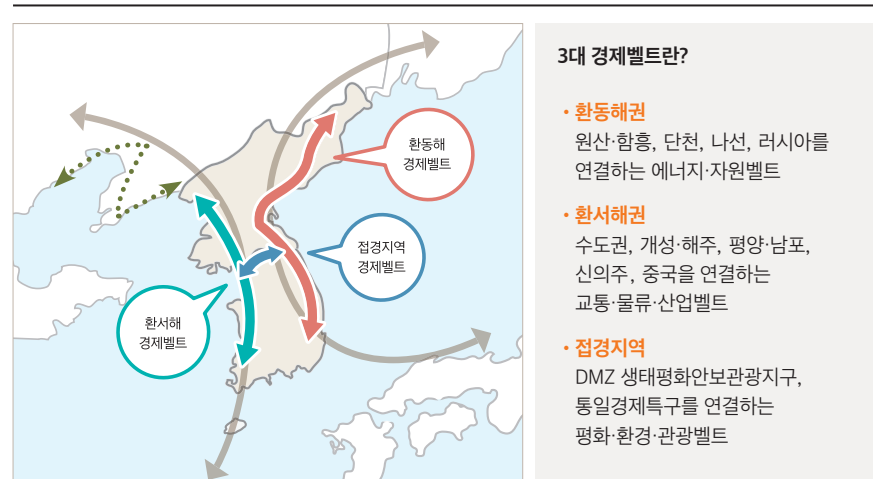 환동해
경제벨트
접경지역
경제벨트
환서해
경제벨트
3대 경제벨트란?
· 환동해권
원산·함흥, 단천, 나선, 러시아를
연결하는 에너지·자원벨트
· 환서해권
수도권, 개성·해주, 평양·남포,
신의주, 중국을 연결하는
교통·물류·산업벨트
· 접경지역
DMZ 생태평화안보관광지구,
통일경제특구를 연결하는
평화·환경·관광벨트